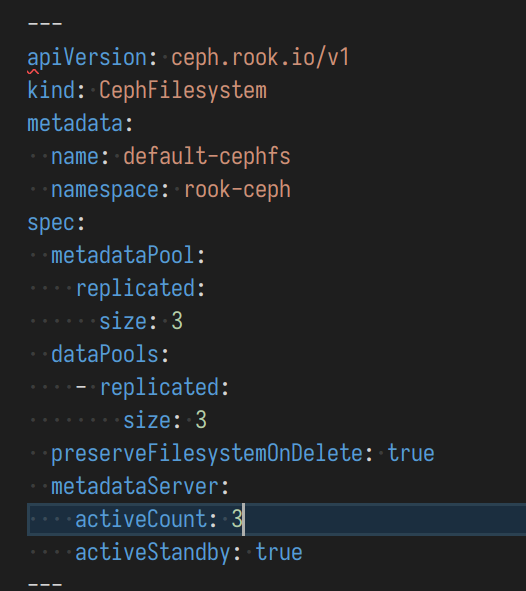 ---
apiVersion: ceph.rook.io/v1
kind: CephFilesystem
metadata:
  name: default-cephfs
  namespace: rook-ceph
spec:
  metadataPool:
    replicated:
      size: 3
  dataPools:
    - replicated:
        size: 3
  preserveFilesystemOnDelete: true
  metadataServer:
    activeCount: 3
    activeStandby: true
---